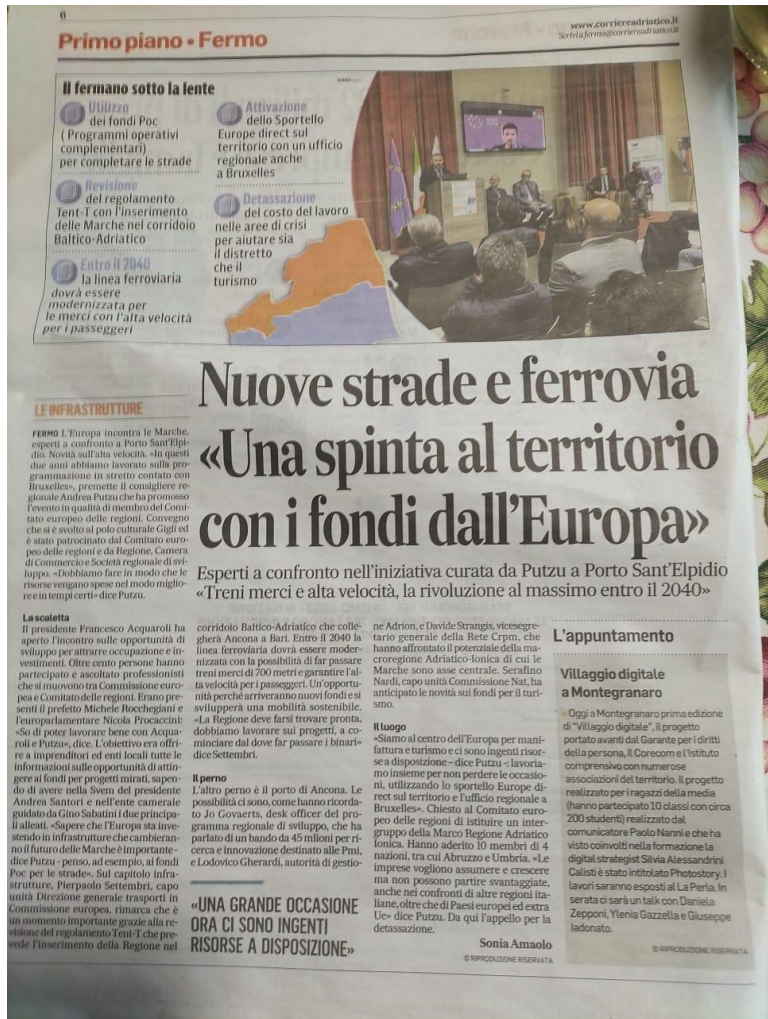 6
Primo piano • Fermo
www.corriereadriatico.it
Scrivi a fermo@corriereadriatico.it
Il fermano sotto la lente
Utilizzo
dei fondi Poc
( Programmi operativi
complementari)
per completare le strade
Revisione
del regolamento
Tent-T con l'inserimento
delle Marche nel corridoio
Baltico-Adriatico
Entro il 2040
la linea ferroviaria
dovrà essere
modernizzata per
le merci con l'alta velocità
per i passeggeri
Attivazione
dello Sportello
Europe direct sul
territorio con un ufficio
regionale anche
a Bruxelles
Detassazione
del costo del lavoro
nelle aree di crisi
per aiutare sia
il distretto
che il
turismo
Nuove strade e ferrovia
«Una spinta al territorio
con i fondi dall'Europa»
Esperti a confronto nell'iniziativa curata da Putzu a Porto Sant'Elpidio
«Treni merci e alta velocità, la rivoluzione al massimo entro il 2040»
LE INFRASTRUTTURE
FERMO L'Europa incontra le Marche,
esperti a confronto a Porto Sant'Elpi-
dio. Novità sull'alta velocità. «In questi
due anni abbiamo lavorato sulla pro-
grammazione in stretto contato con
Bruxelles», premette il consigliere re-
gionale Andrea Putzu che ha promosso
l'evento in qualità di membro del Comi-
tato europeo delle regioni. Convegno
che si è svolto al polo culturale Gigli ed
è stato patrocinato dal Comitato euro-
peo delle regioni e da Regione, Camera
di Commercio e Società regionale di svi-
luppo. «Dobbiamo fare in modo che le
risorse vengano spese nel modo miglio-
re e in tempi certi» dice Putzu.
La scaletta
Il presidente Francesco Acquaroli ha
aperto l'incontro sulle opportunità di
sviluppo per attrarre occupazione e in-
vestimenti. Oltre cento persone hanno
partecipato e ascoltato professionisti
che si muovono tra Commissione euro-
pea e Comitato delle regioni. Erano pre-
senti il prefetto Michele Rocchegiani e
l'europarlamentare Nicola Procaccini:
«So di poter lavorare bene con Acqua-
roli e Putzu», dice. L'obiettivo era offri-
re a imprenditori ed enti locali tutte le
informazioni sulle opportunità di attin-
gere ai fondi per progetti mirati, sapen-
do di avere nella Svem del presidente
Andrea Santori e nell'ente camerale
guidato da Gino Sabatini i due principa-
li alleati. «Sapere che l'Europa sta inve-
stendo in infrastrutture che cambieran-
no il futuro delle Marche è importante -
dice Putzu - penso, ad esempio, ai fondi
Poc per le strade». Sul capitolo infra-
strutture, Pierpaolo Settembri, capo
unità Direzione generale trasporti in
Commissione europea, rimarca che è
un momento importante grazie alla re-
visione del regolamento Tent-T che pre-
vede l'inserimento della Regione nel
corridoio Baltico-Adriatico che colle-
gherà Ancona a Bari. Entro il 2040 la
linea ferroviaria dovrà essere moder-
nizzata con la possibilità di far passare
treni merci di 700 metri e garantire l'al-
ta velocità per i passeggeri. Un'opportu-
nità perché arriveranno nuovi fondi e si
svilupperà una mobilità sostenibile.
«La Regione deve farsi trovare pronta,
dobbiamo lavorare sui progetti, a co-
minciare dal dove far passare i binari»
dice Settembri.
Il perno
L'altro perno è il porto di Ancona. Le
possibilità ci sono, come hanno ricorda-
to Jo Govaerts, desk officer del pro-
gramma regionale di sviluppo, che ha
parlato di un bando da 45 milioni per ri-
cerca e innovazione destinato alle Pmi,
e Lodovico Gherardi, autorità di gestio-
«UNA GRANDE OCCASIONE
ORA CI SONO INGENTI
RISORSE A DISPOSIZIONE»
ne Adrion, e Davide Strangis, vicesegre-
tario generale della Rete Crpm, che
hanno affrontato il potenziale della ma-
croregione Adriatico-Ionica di cui le
Marche sono asse centrale. Serafino
Nardi, capo unità Commissione Nat, ha
anticipato le novità sui fondi per il turi-
smo.
Il luogo
«Siamo al centro dell'Europa per mani-
fattura e turismo e ci sono ingenti risor-
se a disposizione – dice Putzu -: lavoria-
mo insieme per non perdere le occasio-
ni, utilizzando lo sportello Europe di-
rect sul territorio e l'ufficio regionale a
Bruxelles». Chiesto al Comitato euro-
peo delle regioni di istituire un inter-
gruppo della Marco Regione Adriatico
Ionica. Hanno aderito 10 membri di 4
nazioni, tra cui Abruzzo e Umbria. «Le
imprese vogliono assumere e crescere
ma non possono partire svantaggiate,
anche nei confronti di altre regioni ita-
liane, oltre che di Paesi europei ed extra
Ue» dice Putzu. Da qui l'appello per la
detassazione.
Sonia Amaolo
© RIPRODUZIONE RISERVATA
L'appuntamento
Villaggio digitale
a Montegranaro
Oggi a Montegranaro prima edizione
di "Villaggio digitale", il progetto
portato avanti dal Garante per i diritti
della persona, Il Corecom e l'Istituto
comprensivo con numerose
associazioni del territorio. Il progetto
realizzato per i ragazzi della media
(hanno partecipato 10 classi con circa
200 studenti) realizzato dal
comunicatore Paolo Nanni e che ha
visto coinvolti nella formazione la
digital strategist Silvia Alessandrini
Calisti è stato intitolato Photostory. I
lavori saranno esposti al La Perla. In
serata ci sarà un talk con Daniela
Zepponi, Ylenia Gazzella e Giuseppe
Iadonato.
© RIPRODUZIONE RISERVATA